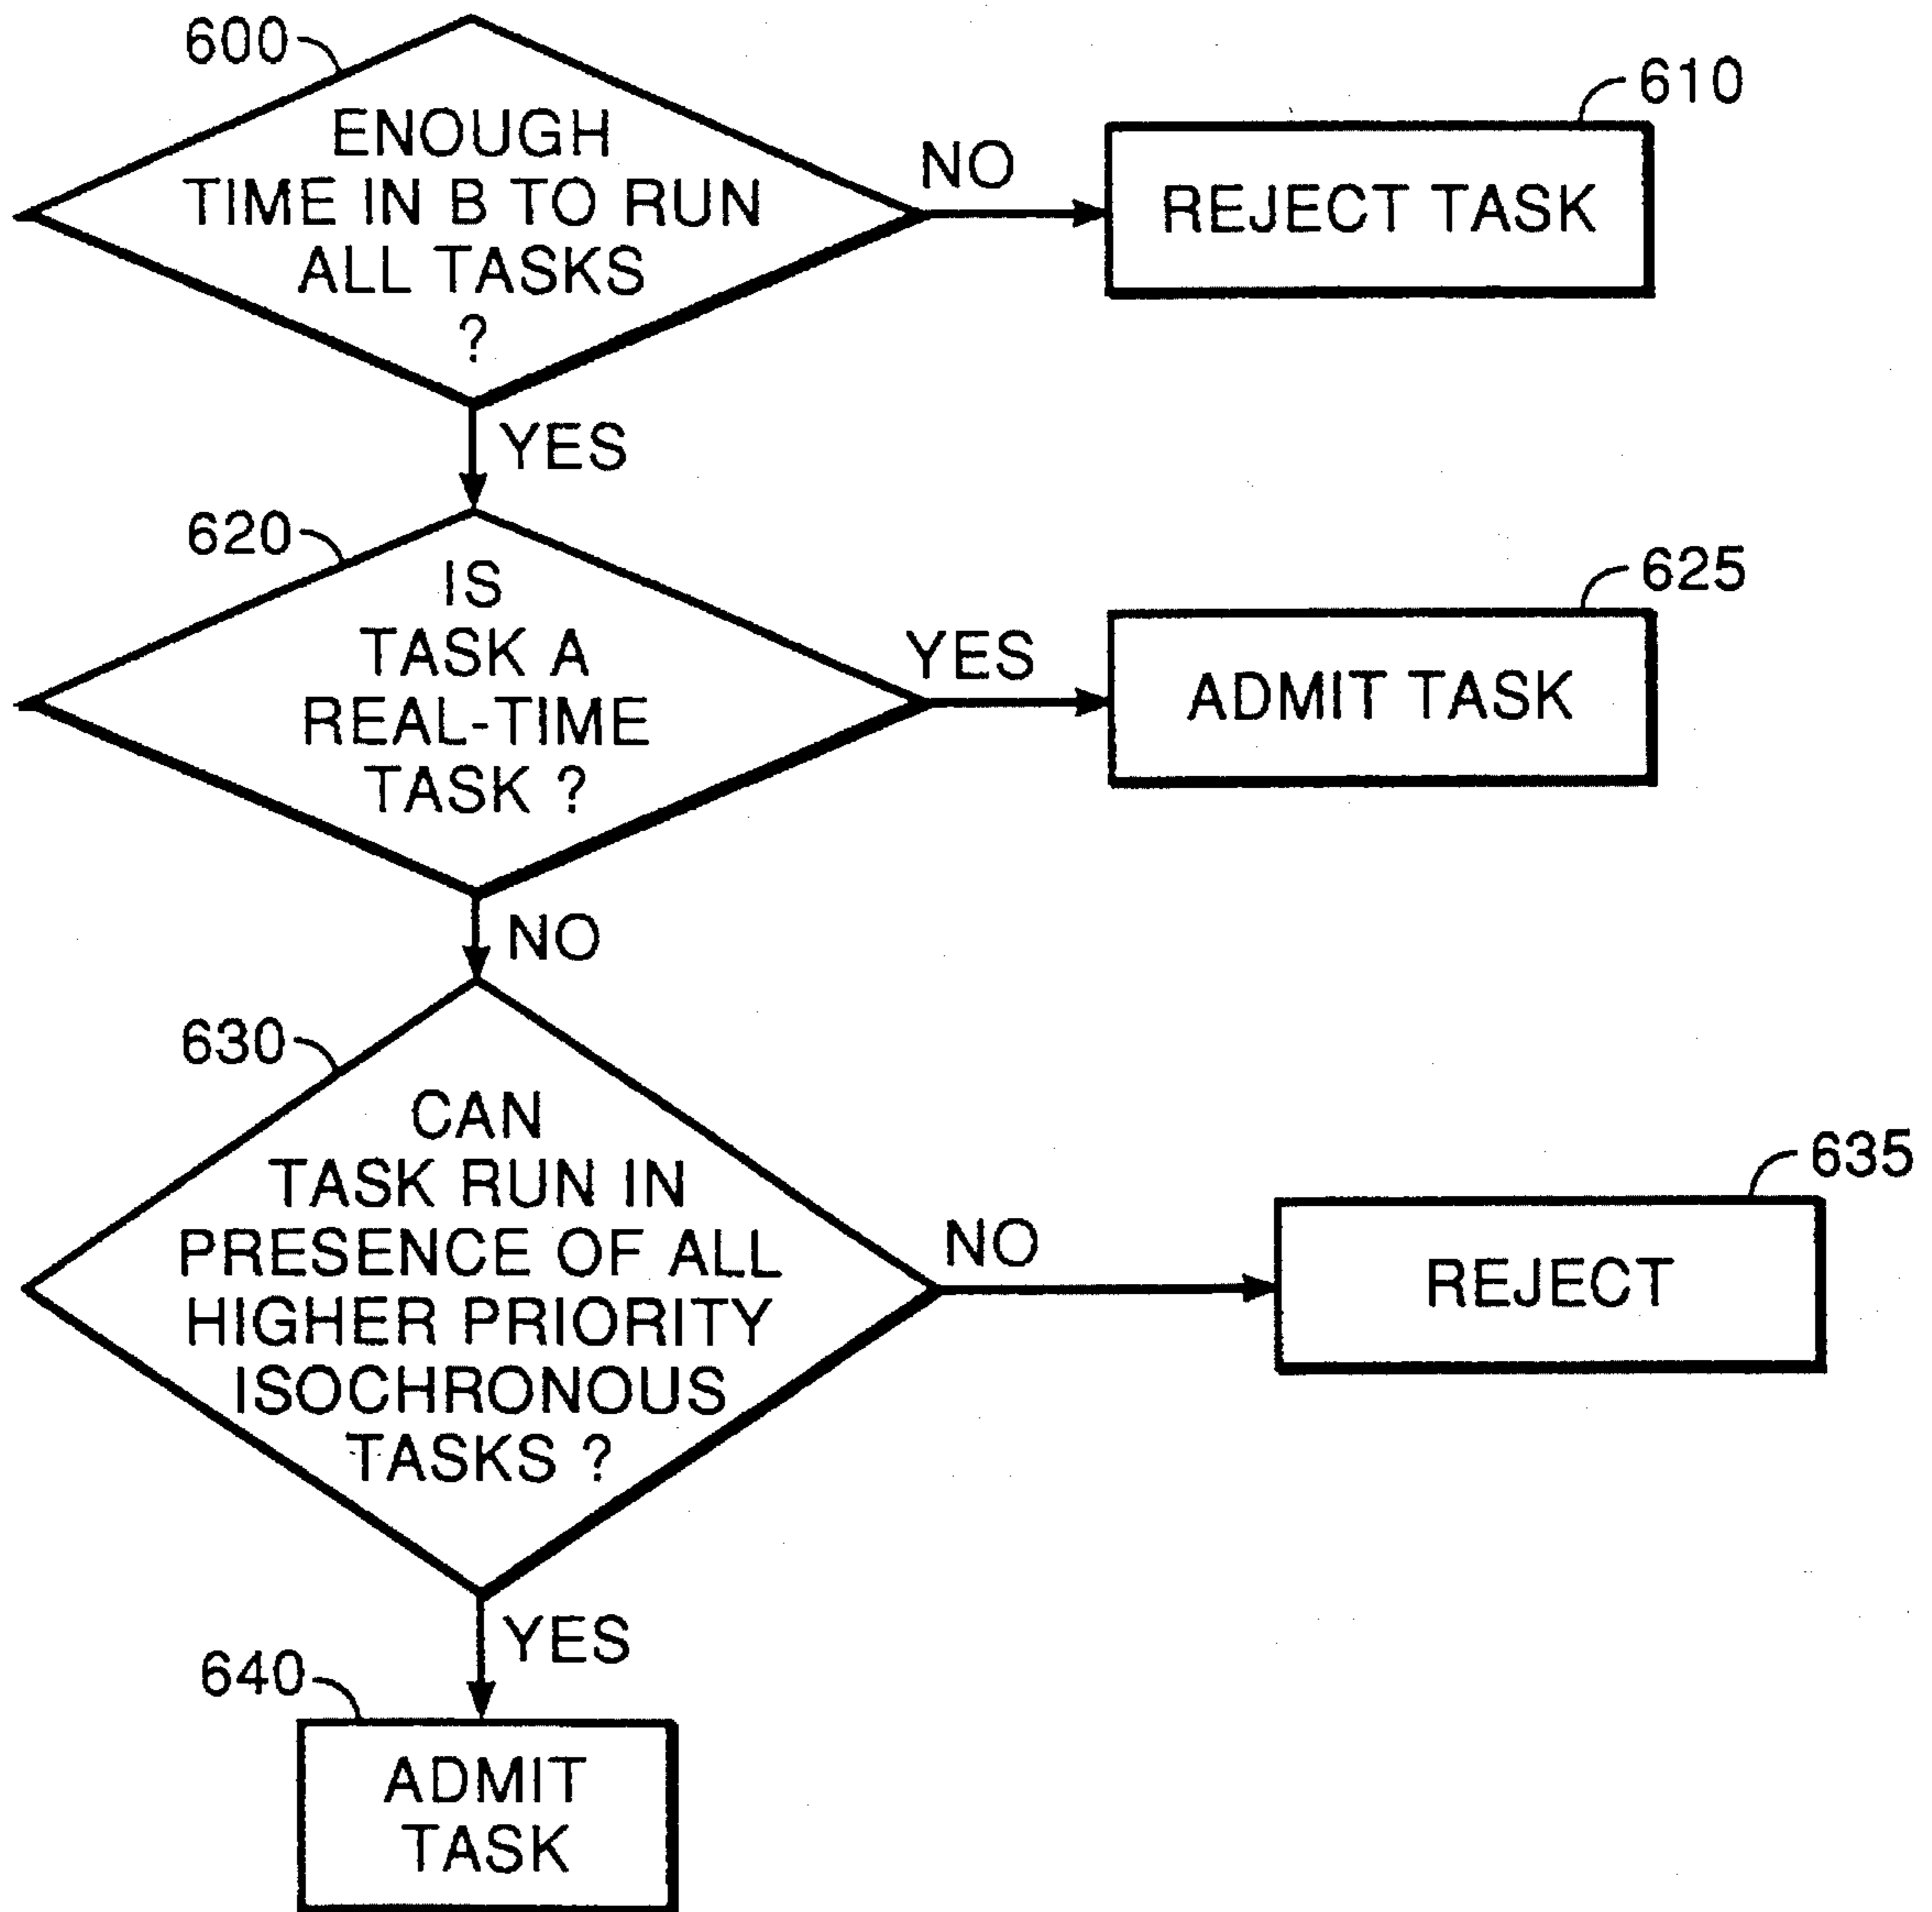 600
ENOUGH
TIME IN B TO RUN
ALL TASKS
?
NO
610
REJECT TASK
YES
620
IS
TASK A
REAL-TIME
TASK ?
YES
625
ADMIT TASK
NO
630
CAN
TASK RUN IN
PRESENCE OF ALL
HIGHER PRIORITY
ISOCHRONOUS
TASKS ?
NO
635
REJECT
YES
640
ADMIT
TASK